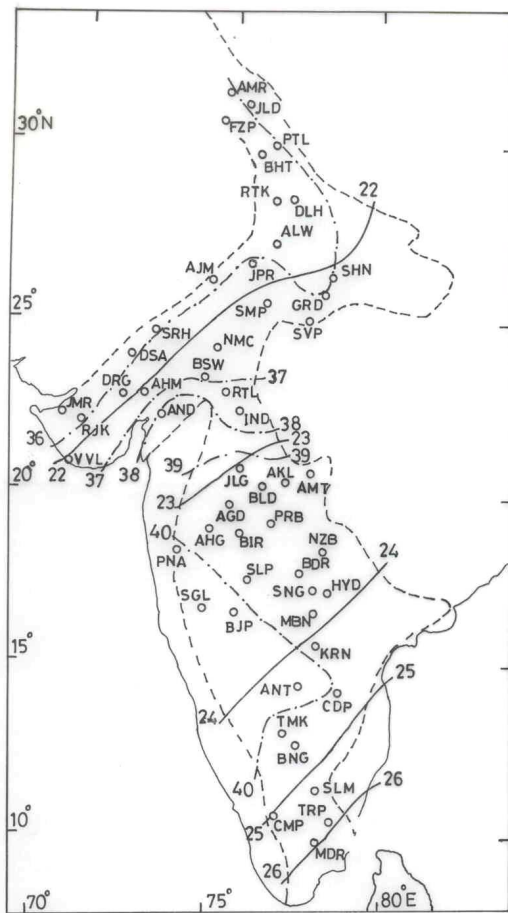 AMR
JLD
30°N
FZP
PTL
BHT
RTK
DLH
ALW
22
AJM
JPR
SHN
25°
SMP
GRD
SRH
SVP
DSA
NMC
BSW
DRG
AHM
37
JMR
RTL
RJK
AND
IND
36
38
VVL
23
22
37
38
39
39
20°
JLG
AKL
BLD
AMT
23
AGD
PRB
40
AHG
BIR
NZB
24
PNA
BDR
SLP
SNG
HYD
SGL
BJP
MBN
15°
KRN
25
ANT
CDP
24
TMK
BNG
26
40
SLM
TRP
10°
25
CMP
MDR
26
70°
75°
80°E